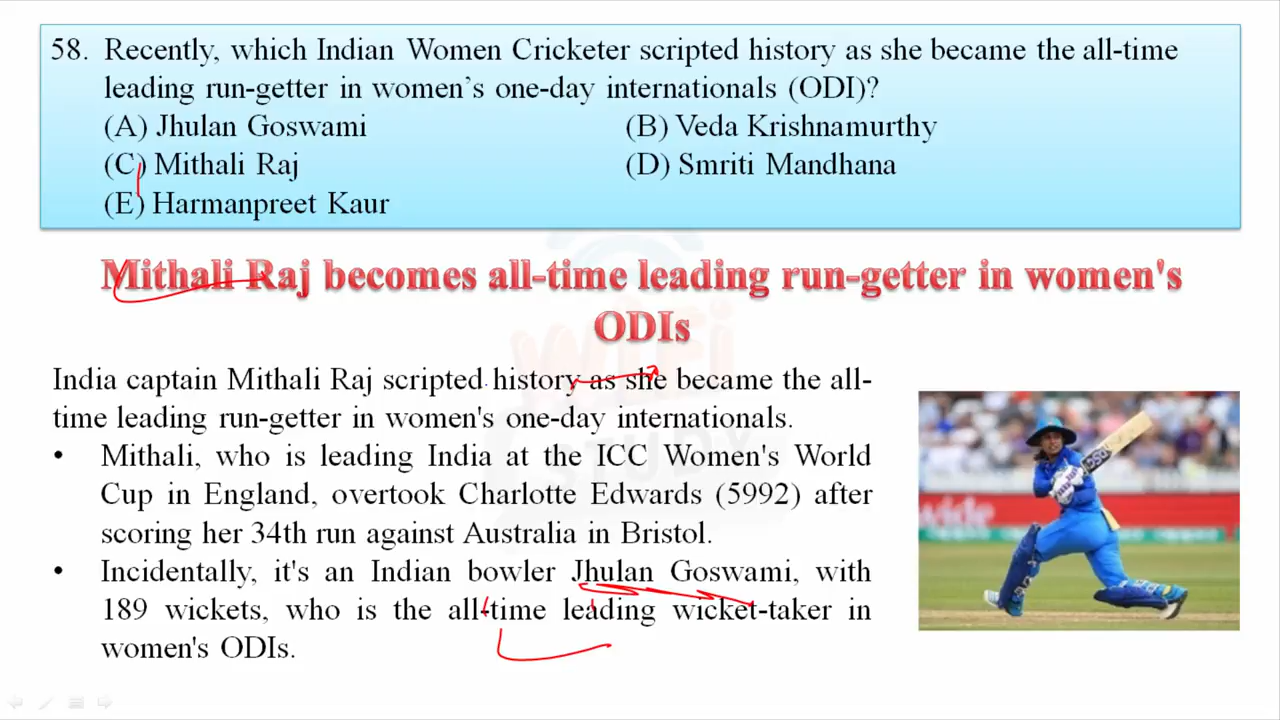 58. Recently, which Indian Women Cricketer scripted history as she became the all-time
leading run-getter in women’s one-day internationals (ODI)?
(A) Jhulan Goswami (B) Veda Krishnamurthy
(C) Mithali Raj (D) Smriti Mandhana
(E) Harmanpreet Kaur
Mithali Raj becomes all-time leading run-getter in women's
ODIs
India captain Mithali Raj scripted history as she became the all-
time leading run-getter in women's one-day internationals.
• Mithali, who is leading India at the ICC Women's World
Cup in England, overtook Charlotte Edwards (5992) after
scoring her 34th run against Australia in Bristol.
• Incidentally, it's an Indian bowler Jhulan Goswami, with
189 wickets, who is the all-time leading wicket-taker in
women's ODIs.
WiFi
STUDY